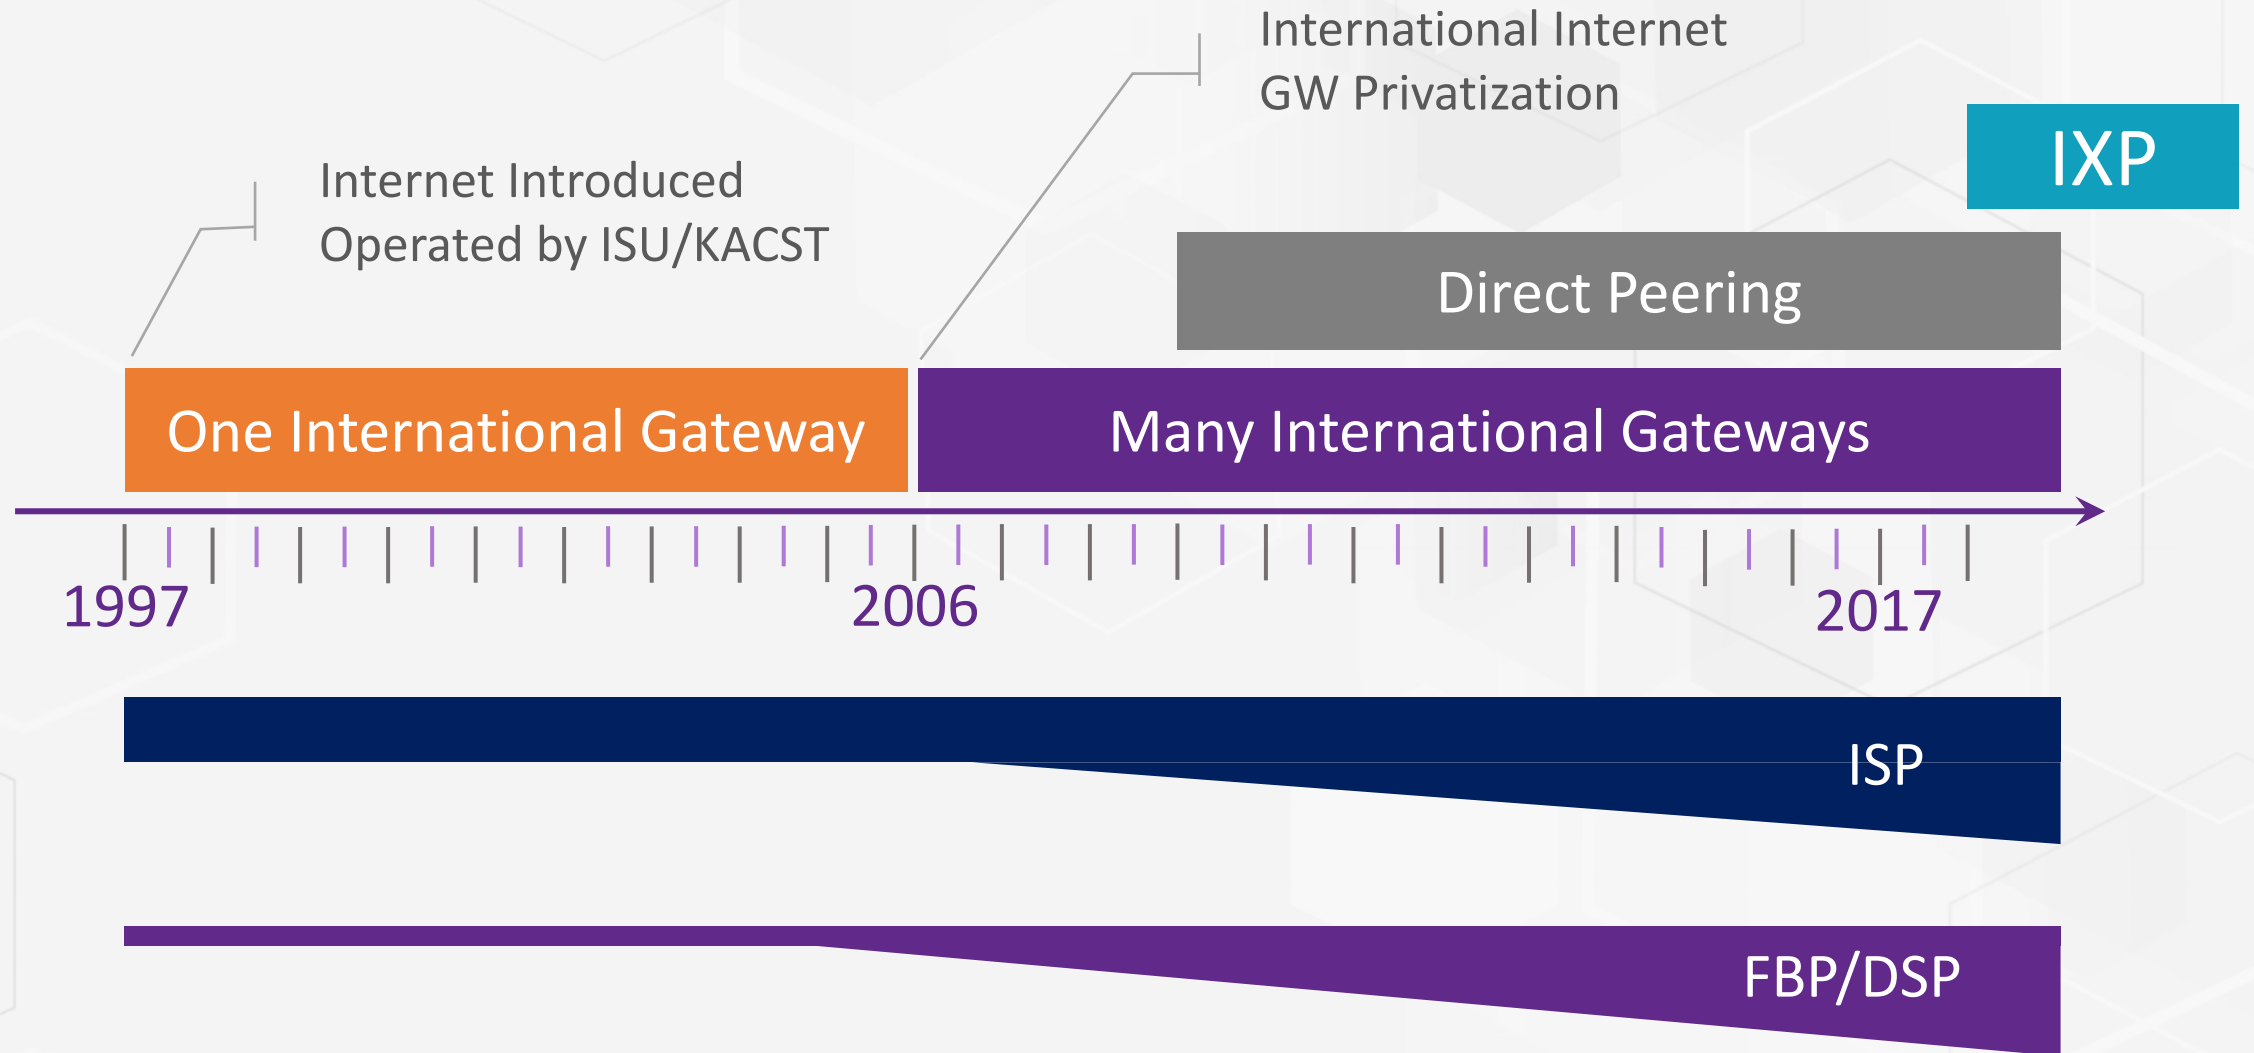 International Internet
GW Privatization
IXP
Internet Introduced
Operated by ISU/KACST
Direct Peering
One International Gateway
Many International Gateways
1997
2006
2017
ISP
FBP/DSP